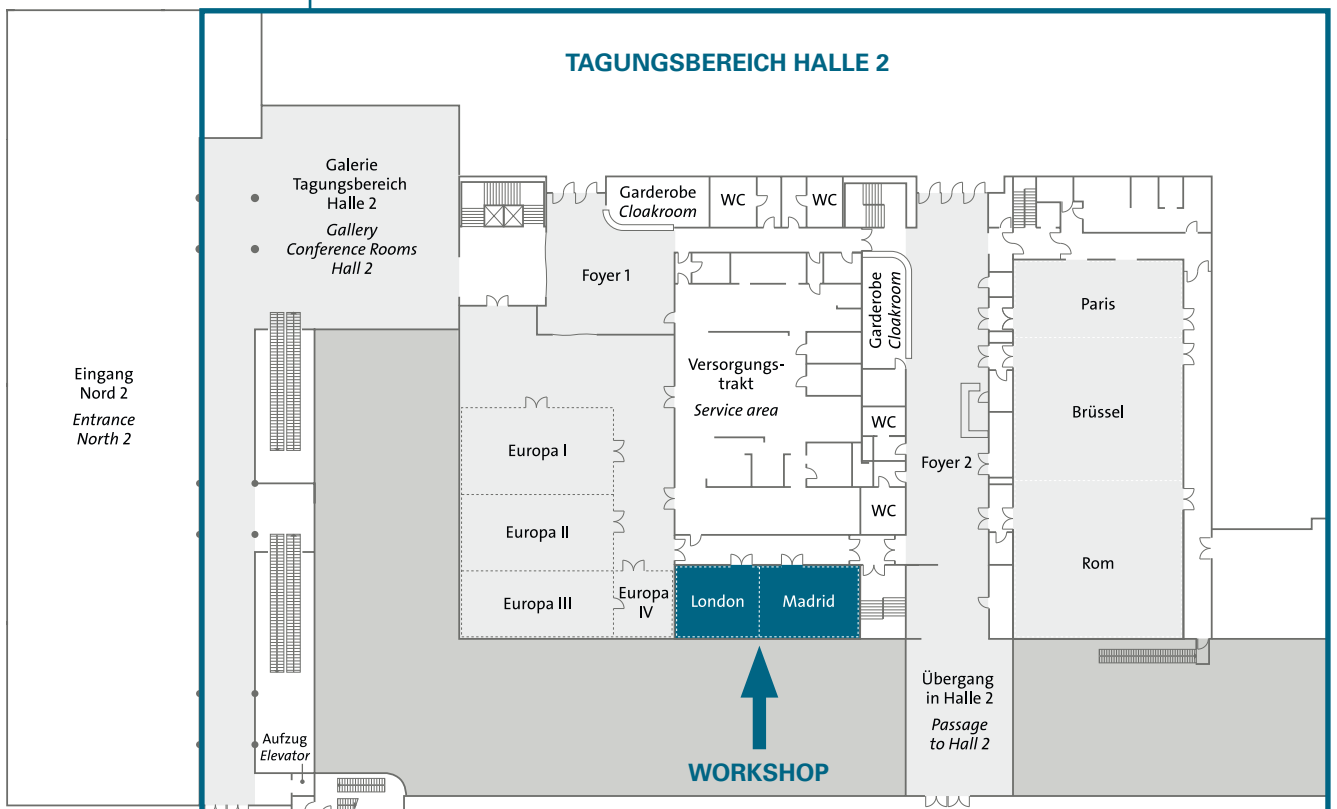 TAGUNGSBEREICH HALLE 2
Galerie
Tagungsbereich
Halle 2
Gallery
Conference Rooms
Hall 2
Garderobe
Cloakroom
WC
WC
Foyer 1
Garderobe
Cloakroom
Paris
Eingang
Nord 2
Entrance
North 2
Versorgungs-
trakt
Service area
Brüssel
WC
Europa I
Foyer 2
WC
Europa II
Rom
Europa III
Europa
IV
London
Madrid
Übergang
in Halle 2
Passage
to Hall 2
Aufzug
Elevator
WORKSHOP